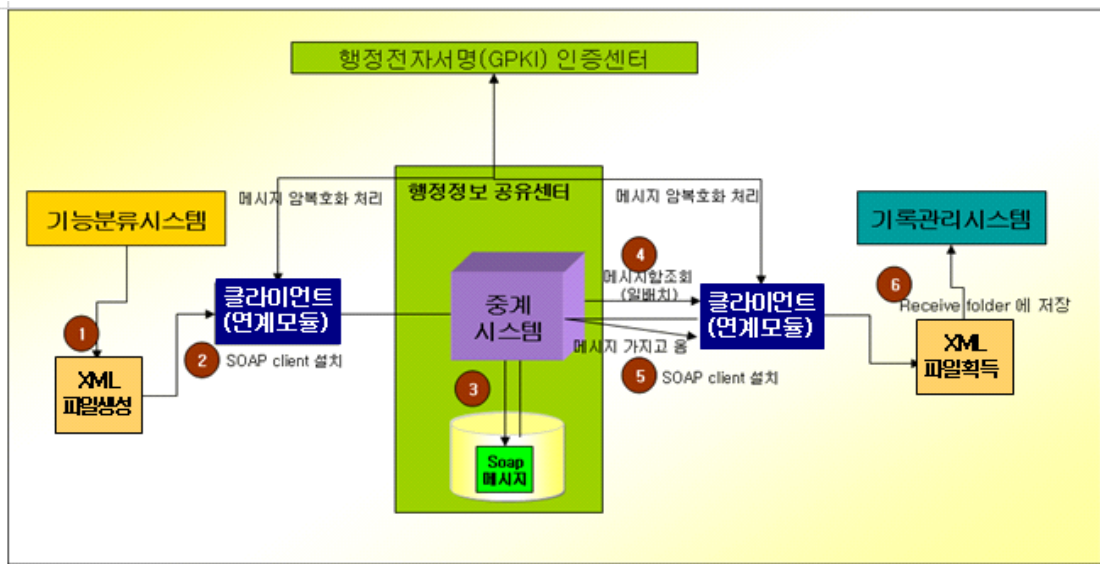 행정전자서명(GPKI) 인증센터
행정정보 공유센터
메시지 암복호화 처리
메시지 암복호화 처리
기능분류시스템
기록관리시스템
클라이언트
(연계모듈)
중계
시스템
4
메시지함조회
(일배치)
클라이언트
(연계모듈)
6
Receive folder 에 저장
1
2
SOAP client 설치
메시지 가지고 옴
5
SOAP client 설치
XML
파일생성
3
XML
파일획득
Soap
메시지